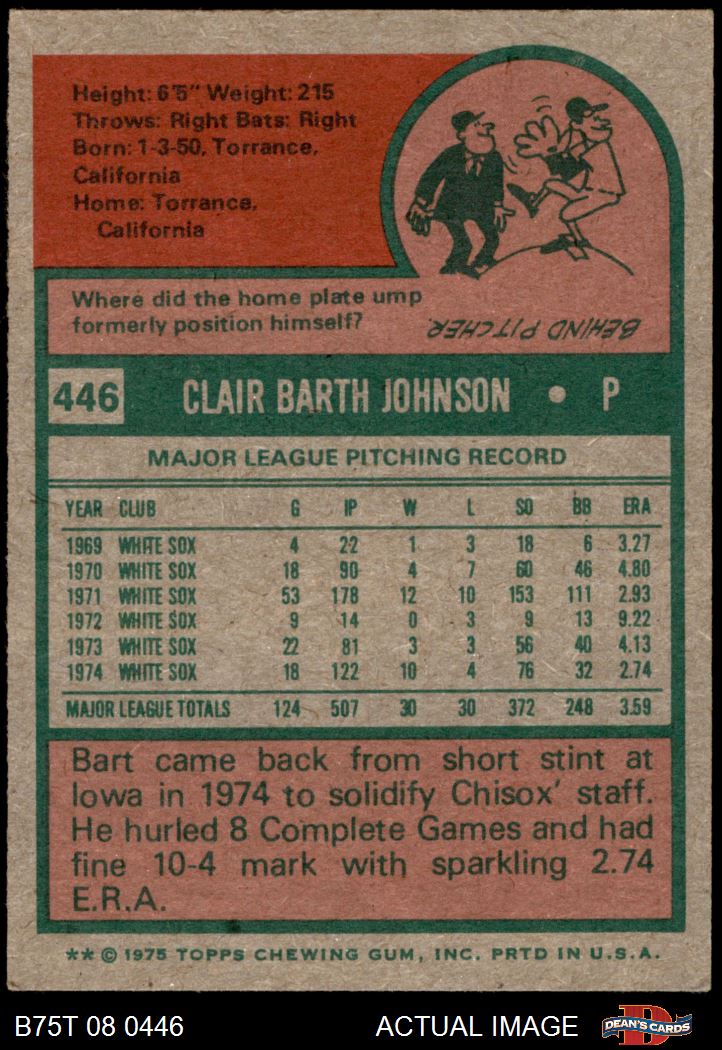 Height: 6'5" Weight: 215
Throws: Right Bats: Right
Born: 1-3-50, Torrance,
California
Home: Torrance,
California
Where did the home plate ump
formerly position himself?
BEHIND PITCHER.
446 CLAIR BARTH JOHNSON • P
MAJOR LEAGUE PITCHING RECORD
YEAR CLUB G IP W L SO BB ERA
1969 WHITE SOX 4 22 1 3 18 6 3.27
1970 WHITE SOX 18 90 4 7 60 46 4.80
1971 WHITE SOX 53 178 12 10 153 111 2.93
1972 WHITE SOX 9 14 0 3 9 13 9.22
1973 WHITE SOX 22 81 3 3 56 40 4.13
1974 WHITE SOX 18 122 10 4 76 32 2.74
MAJOR LEAGUE TOTALS 124 507 30 30 372 248 3.59
Bart came back from short stint at
Iowa in 1974 to solidify Chisox' staff.
He hurled 8 Complete Games and had
fine 10-4 mark with sparkling 2.74
E.R.A.
** © 1975 TOPPS CHEWING GUM, INC. PRTD IN U.S.A.
B75T 08 0446 ACTUAL IMAGE D DEAN'S CARDS